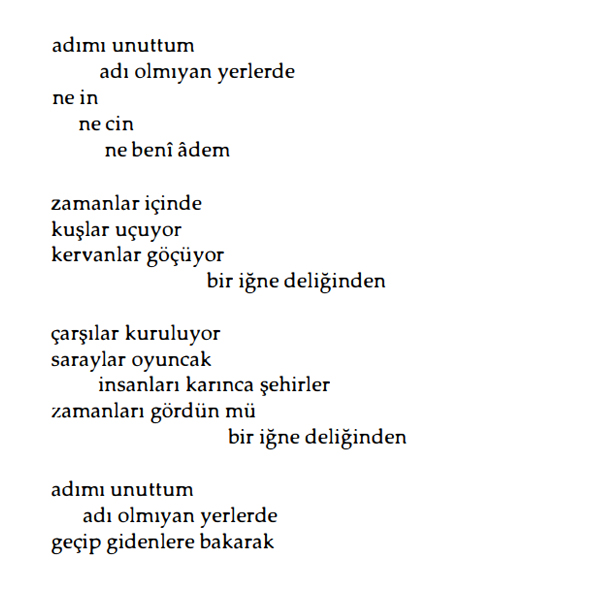 adımı unuttum
adı olmıyan yerlerde
ne in
ne cin
ne benî âdem

zamanlar içinde
kuşlar uçuyor
kervanlar göçüyor
bir iğne deliğinden

çarşılar kuruluyor
saraylar oyuncak
insanları karınca şehirler
zamanları gördün mü
bir iğne deliğinden

adımı unuttum
adı olmıyan yerlerde
geçip gidenlere bakarak